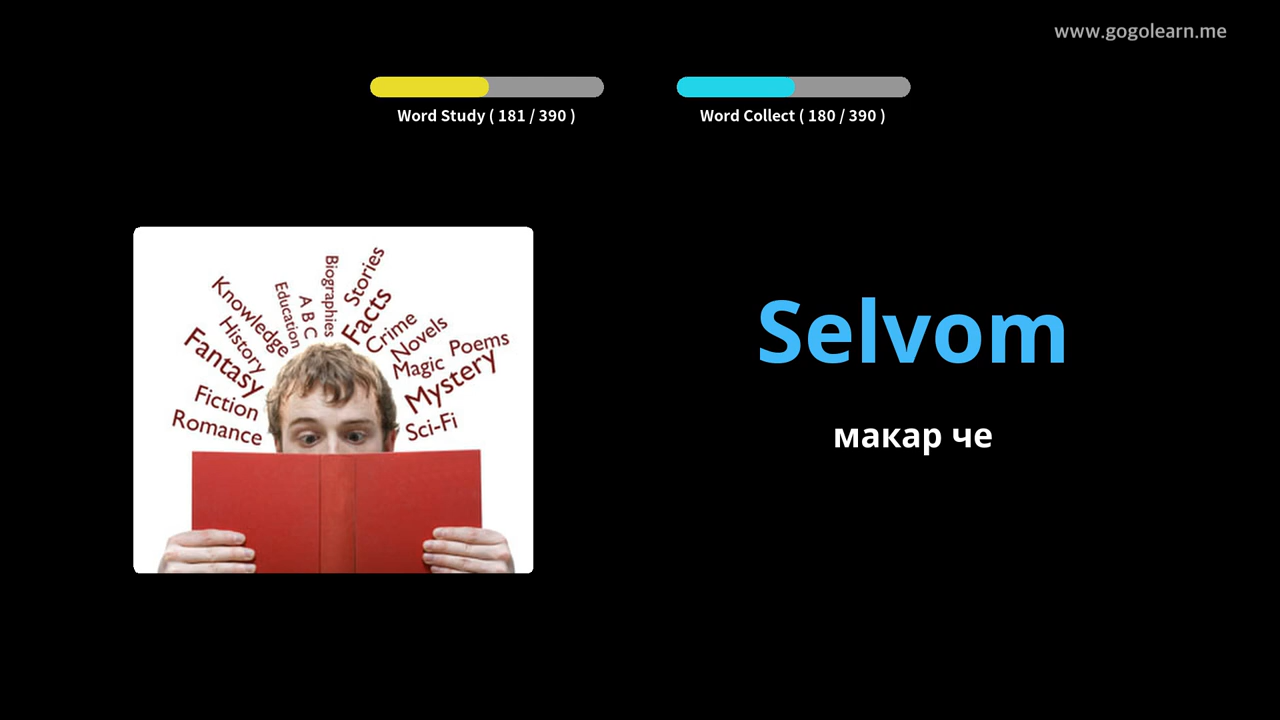 www.gogolearn.me
Word Study ( 181 / 390 )
Word Collect ( 180 / 390 )
Selvom
макар че
Biographies
Stories
Education
A B C
Facts
Knowledge
Crime
History
Novels
Fantasy
Magic
Poems
Mystery
Fiction
Romance
Sci-Fi